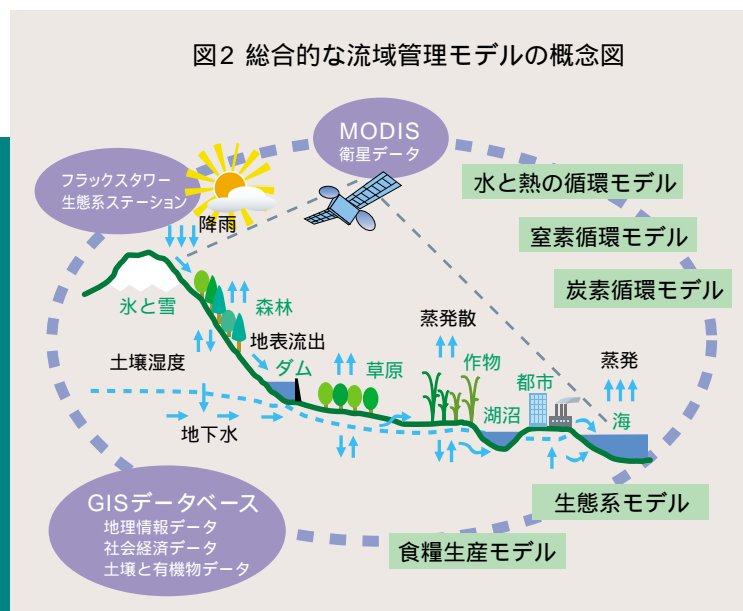 図2 総合的な流域管理モデルの概念図
MODIS
衛星データ
フラックスタワー
生態系ステーション
水と熱の循環モデル
降雨
窒素循環モデル
炭素循環モデル
氷と雪
森林
蒸発散
地表流出
土壌湿度
ダム
草原
作物
蒸発
都市
湖沼
海
地下水
GISデータベース
地理情報データ
社会経済データ
土壌と有機物データ
生態系モデル
食糧生産モデル